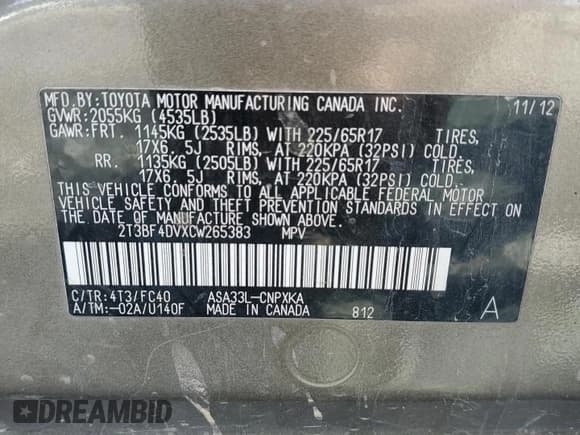 MFD.BY:TOYOTA MOTOR MANUFACTURING CANADA INC. 11/12
GVWR:2055KG (4535LB)
GAWR:FRT. 1145KG (2535LB) WITH 225/65R17 TIRES,
17X6.5J RIMS, AT 220KPA (32PSI) COLD
RR. 1135KG (2505LB) WITH 225/65R17 TIRES,
17X6.5J RIMS, AT 220KPA (32PSI) COLD.
THIS VEHICLE CONFORMS TO ALL APPLICABLE FEDERAL MOTOR
VEHICLE SAFETY AND THEFT PREVENTION STANDARDS IN EFFECT ON
THE DATE OF MANUFACTURE SHOWN ABOVE.
2T3BF4DVXCW265383 MPV
C/TR:4T3/FC40 ASA33L-CNPXKA
A/TM:-02A/U140F MADE IN CANADA 812 A
DREAMBID